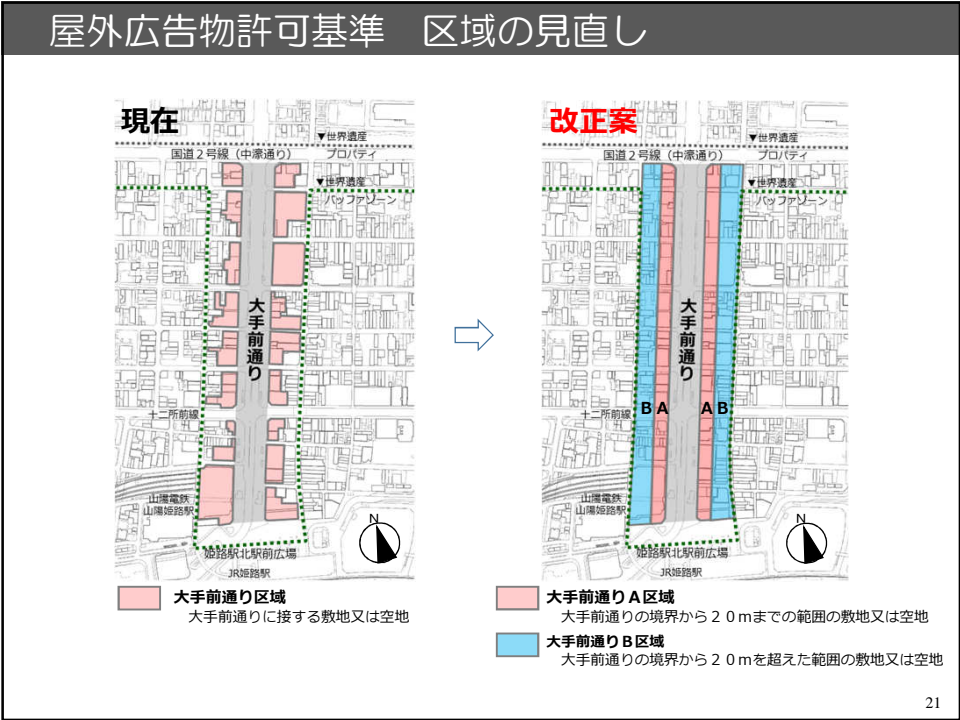 屋外広告物許可基準　区域の見直し
現在
▼世界遺産
国道２号線（中濠通り）
プロパティ
▼世界遺産
バッファゾーン
大手前通り
十二所前線
山陽電鉄
山陽姫路駅
姫路駅北駅前広場
JR姫路駅
N
大手前通り区域
大手前通りに接する敷地又は空地
改正案
▼世界遺産
国道２号線（中濠通り）
プロパティ
▼世界遺産
バッファゾーン
大手前通り
B A A B
十二所前線
山陽電鉄
山陽姫路駅
姫路駅北駅前広場
JR姫路駅
N
大手前通りＡ区域
大手前通りの境界から２０ｍまでの範囲の敷地又は空地
大手前通りＢ区域
大手前通りの境界から２０ｍを超えた範囲の敷地又は空地
21